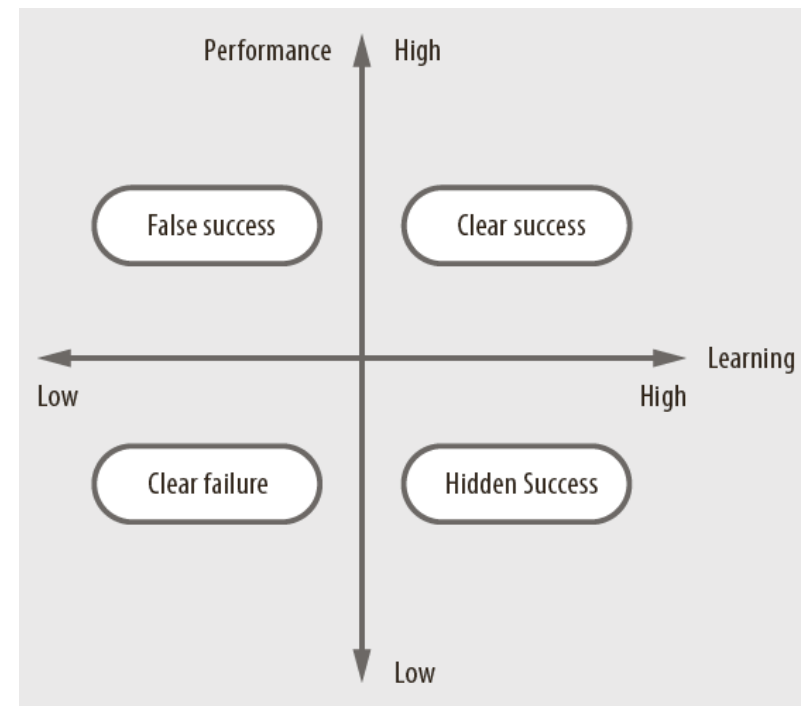 Performance
High
False success
Clear success
Learning
Low
High
Clear failure
Hidden Success
Low